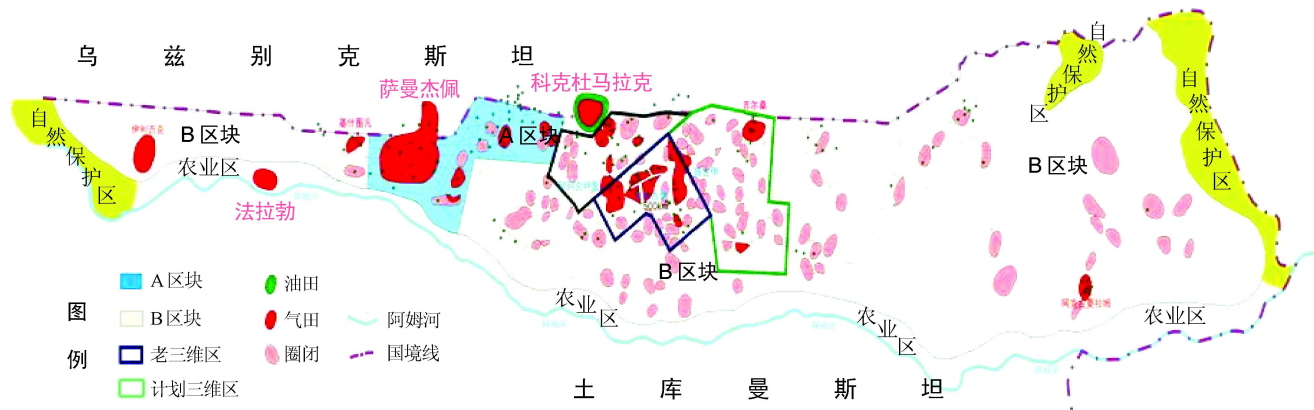 乌兹别克斯坦
萨曼杰佩
科克杜马拉克
自然保护区
B区块
农业区
法拉勃
A区块
自然保护区
自然保护区
B区块
B区块
农业区
农业区
农业区
图例
A区块
B区块
老三维区
计划三维区
油田
气田
圈闭
阿姆河
国境线
土库曼斯坦